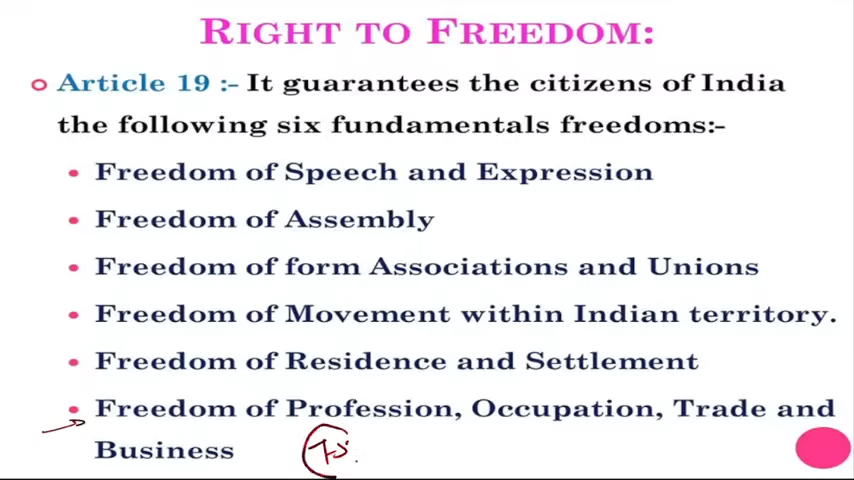 RIGHT TO FREEDOM:
Article 19 :- It guarantees the citizens of India
the following six fundamentals freedoms:-
Freedom of Speech and Expression
Freedom of Assembly
Freedom of form Associations and Unions
Freedom of Movement within Indian territory.
Freedom of Residence and Settlement
Freedom of Profession, Occupation, Trade and
Business